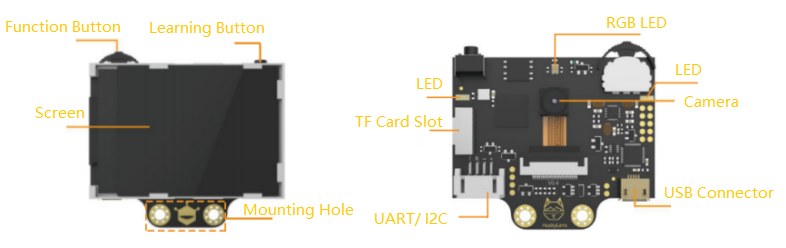 Function Button
Learning Button
Screen
Mounting Hole
RGB LED
LED
LED
Camera
TF Card Slot
USB Connector
UART/ I2C